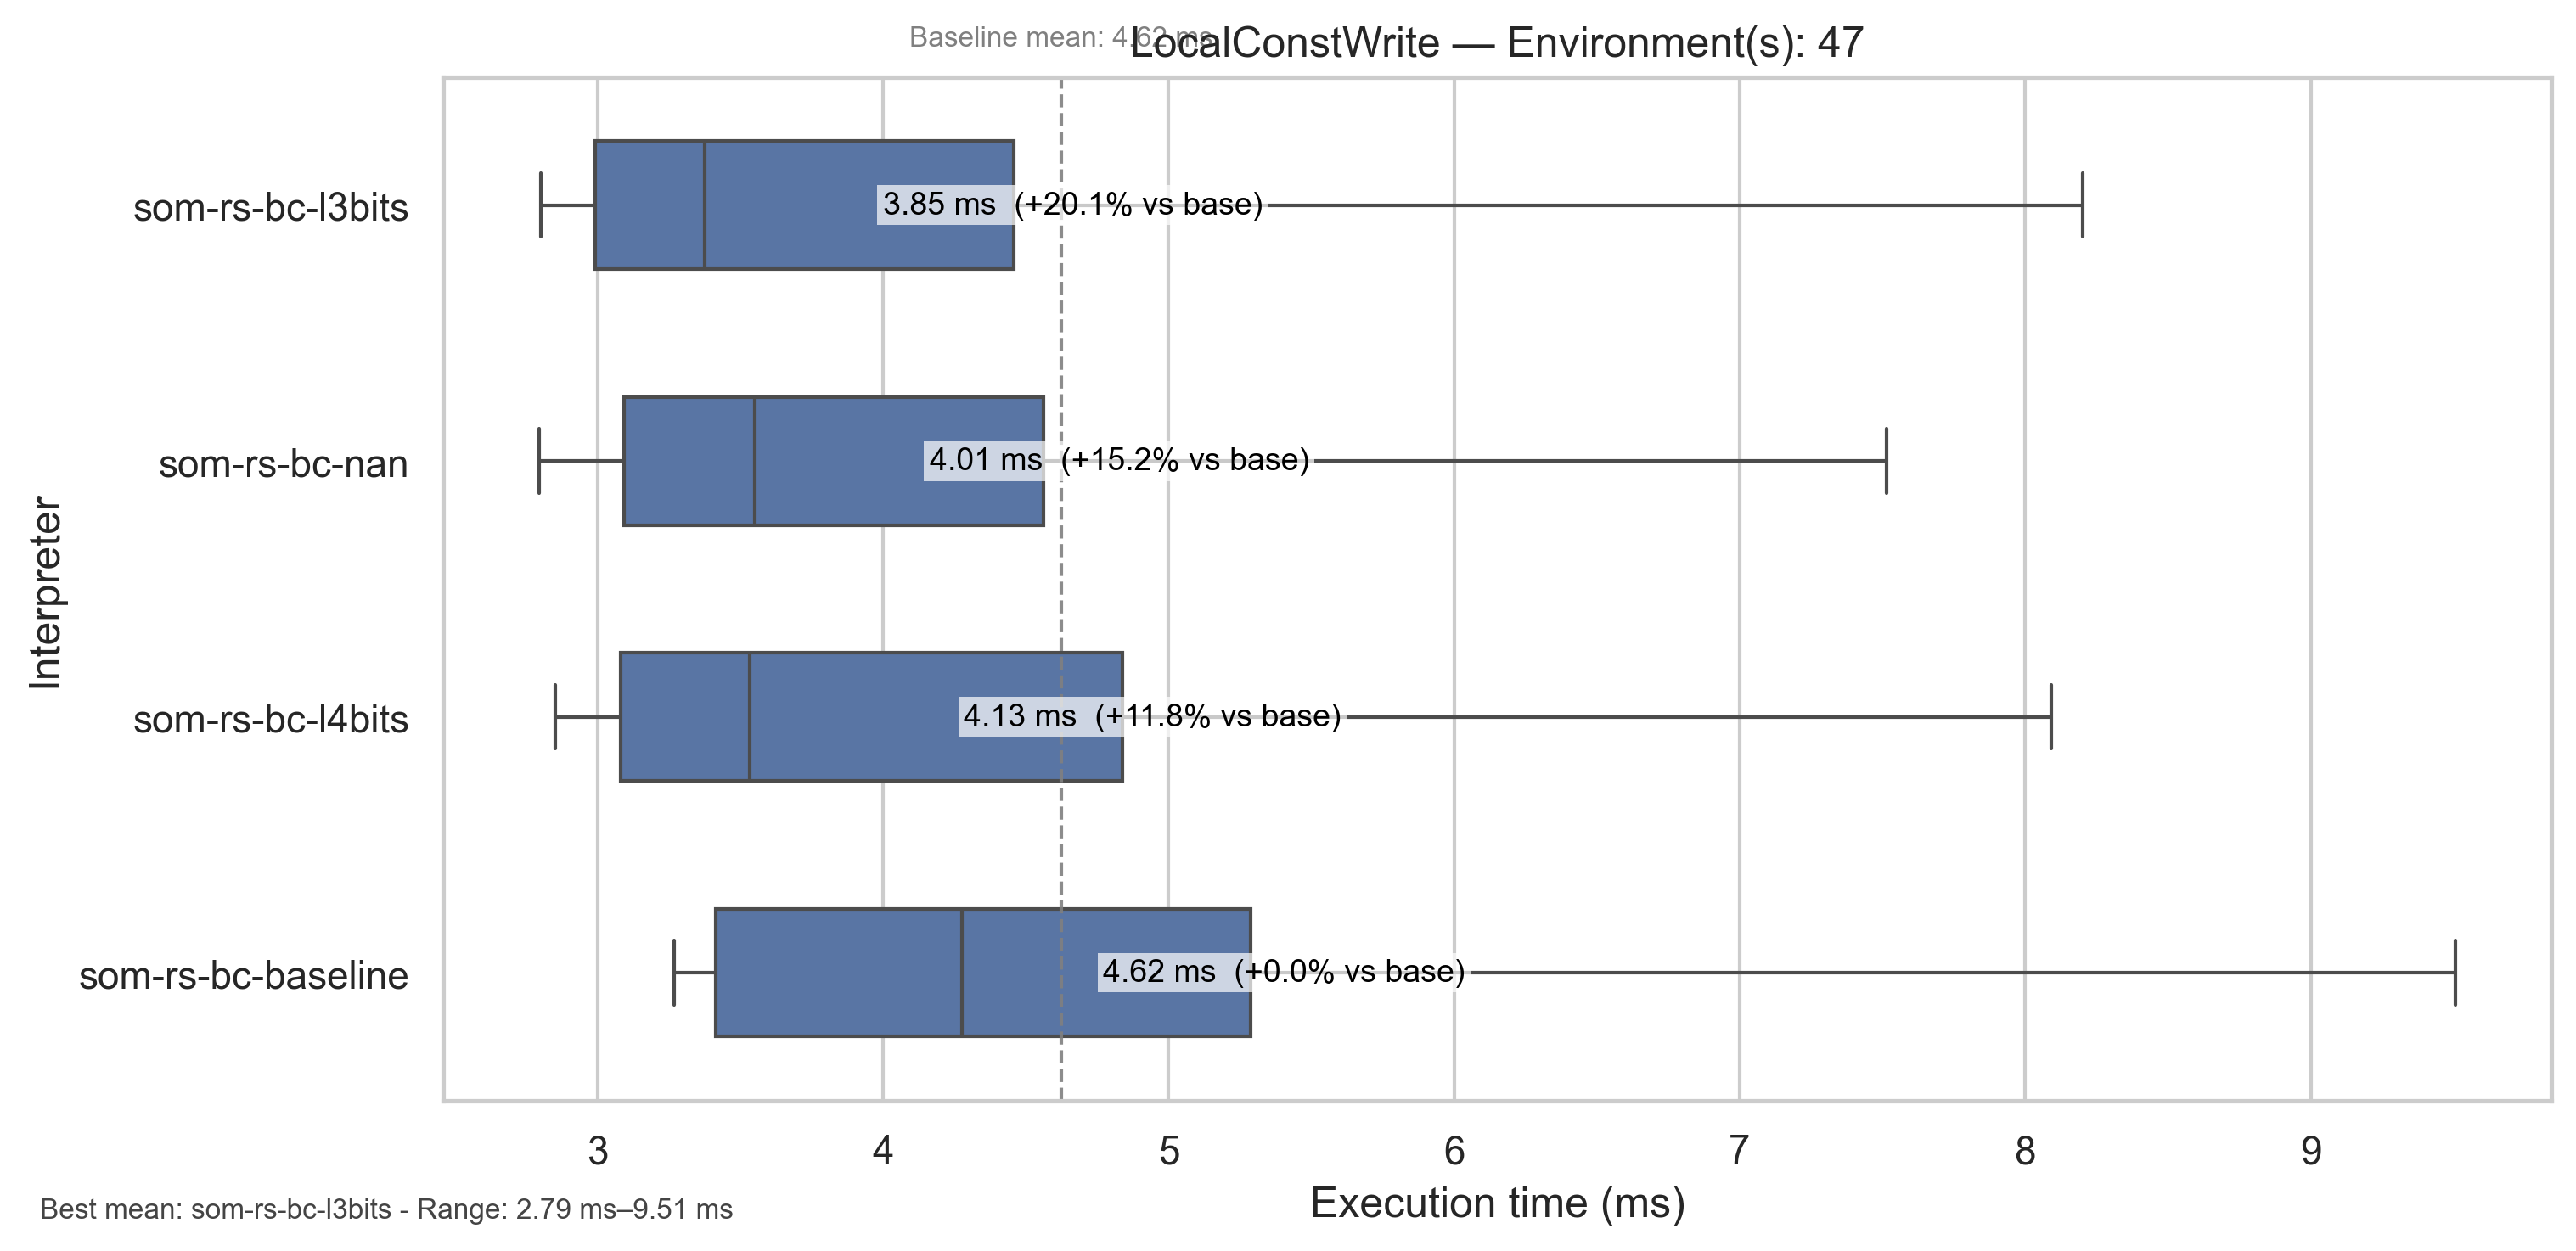 Baseline mean: 4.62 ms
LocalConstWrite — Environment(s): 47
som-rs-bc-l3bits
3.85 ms (+20.1% vs base)
som-rs-bc-nan
4.01 ms (+15.2% vs base)
Interpreter
som-rs-bc-l4bits
4.13 ms (+11.8% vs base)
som-rs-bc-baseline
4.62 ms (+0.0% vs base)
3 4 5 6 7 8 9
Execution time (ms)
Best mean: som-rs-bc-l3bits - Range: 2.79 ms–9.51 ms